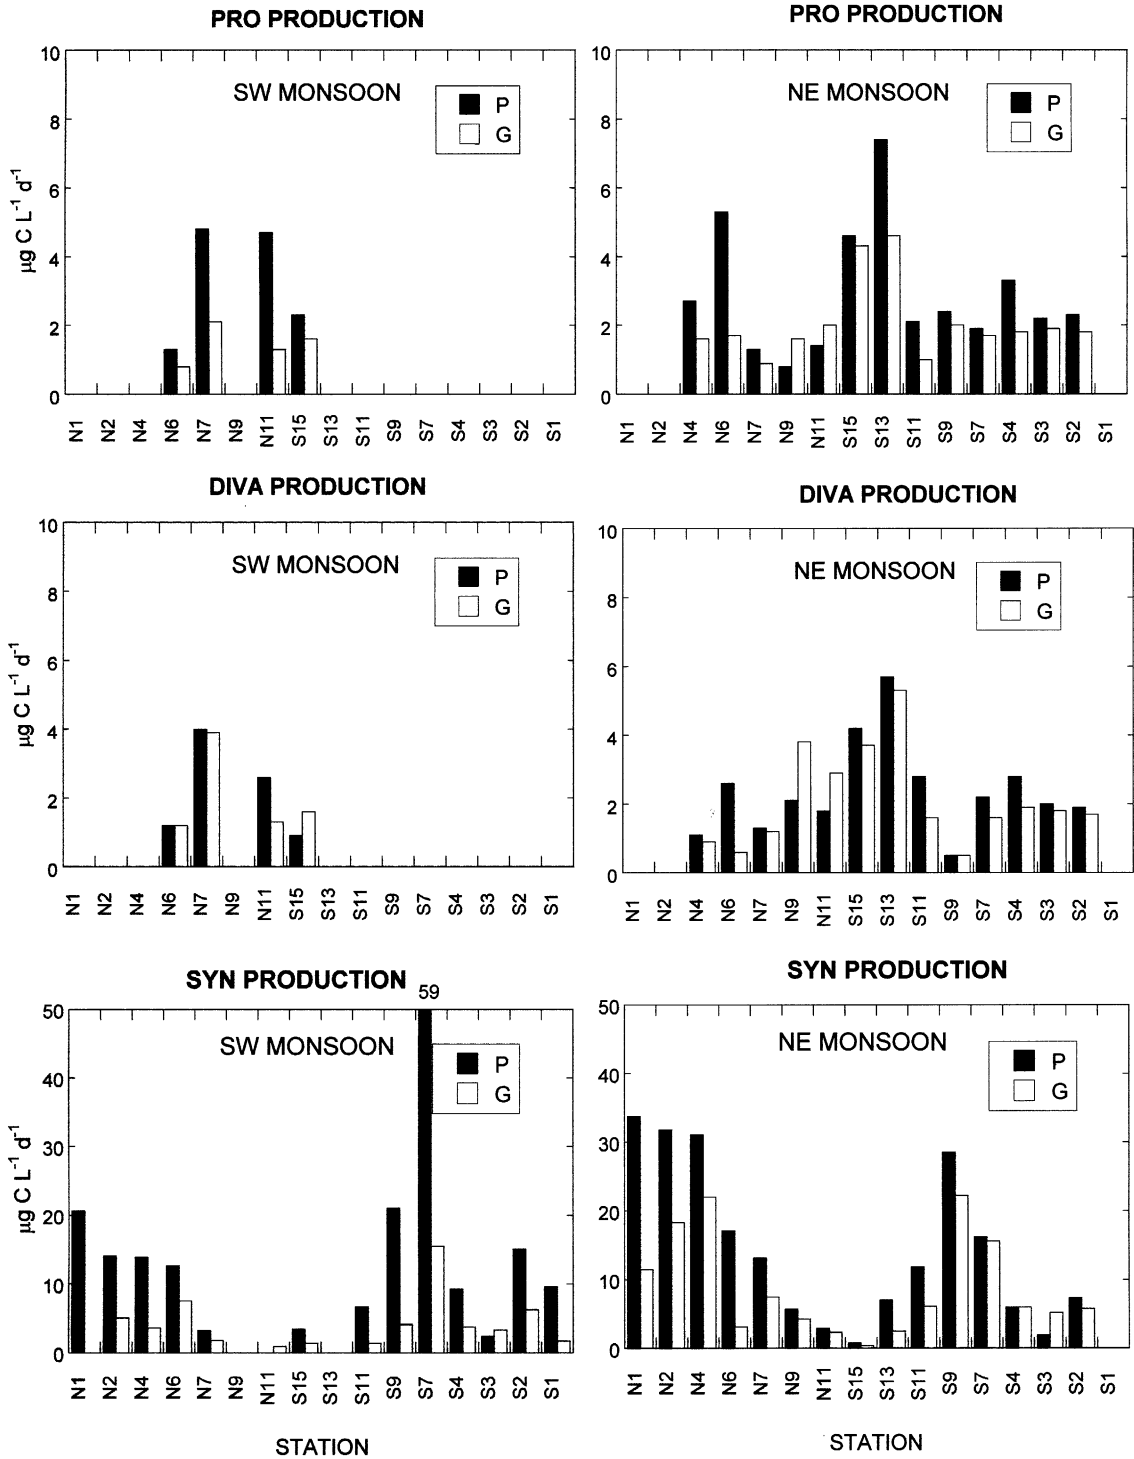 PRO PRODUCTION
SW MONSOON
P
G
10
8
6
4
2
0
µg C L-1 d-1
N1 N2 N4 N6 N7 N9 N11 S15 S13 S11 S9 S7 S4 S3 S2 S1
PRO PRODUCTION
NE MONSOON
P
G
10
8
6
4
2
0
N1 N2 N4 N6 N7 N9 N11 S15 S13 S11 S9 S7 S4 S3 S2 S1
DIVA PRODUCTION
SW MONSOON
P
G
10
8
6
4
2
0
µg C L-1 d-1
N1 N2 N4 N6 N7 N9 N11 S15 S13 S11 S9 S7 S4 S3 S2 S1
DIVA PRODUCTION
NE MONSOON
P
G
10
8
6
4
2
0
N1 N2 N4 N6 N7 N9 N11 S15 S13 S11 S9 S7 S4 S3 S2 S1
SYN PRODUCTION
59
SW MONSOON
P
G
50
40
30
20
10
0
µg C L-1 d-1
N1 N2 N4 N6 N7 N9 N11 S15 S13 S11 S9 S7 S4 S3 S2 S1
STATION
SYN PRODUCTION
NE MONSOON
P
G
50
40
30
20
10
0
N1 N2 N4 N6 N7 N9 N11 S15 S13 S11 S9 S7 S4 S3 S2 S1
STATION